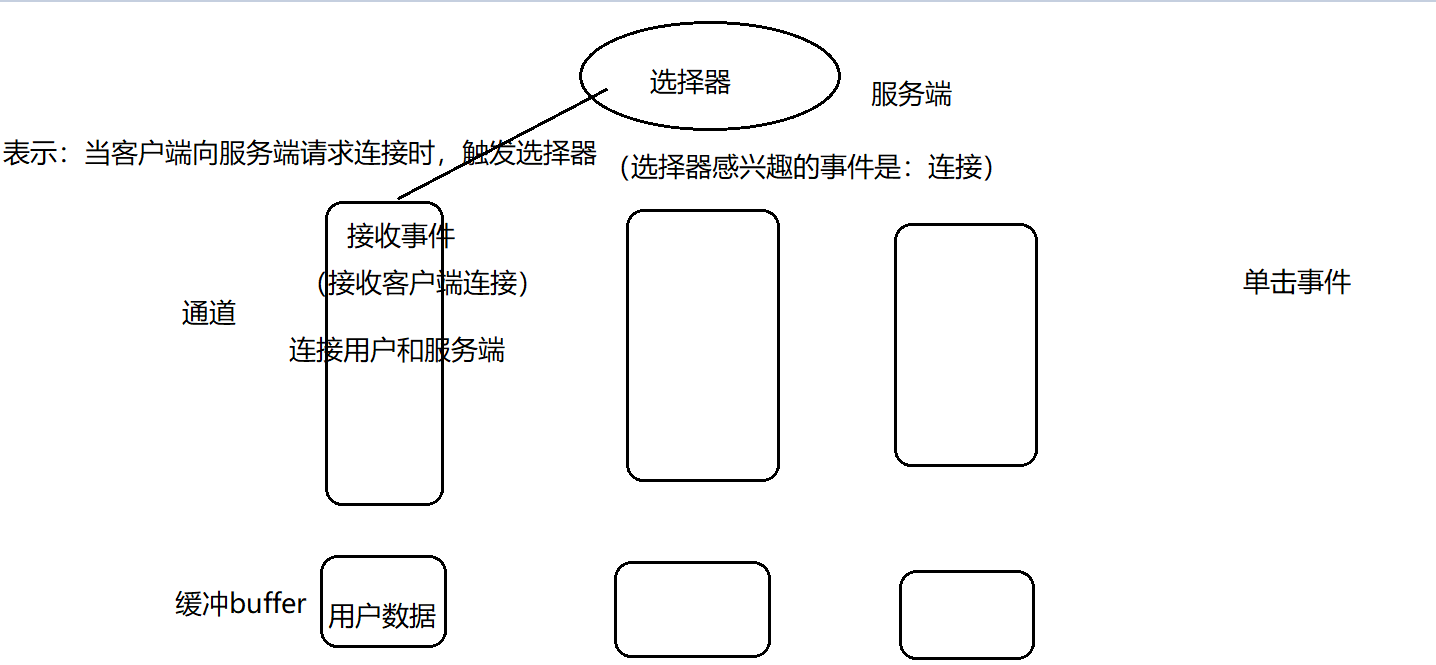 选择器
服务端
表示：当客户端向服务端请求连接时，触发选择器
（选择器感兴趣的事件是：连接）
接收事件
(接收客户端连接）
单击事件
通道
连接用户和服务端
缓冲buffer
用户数据